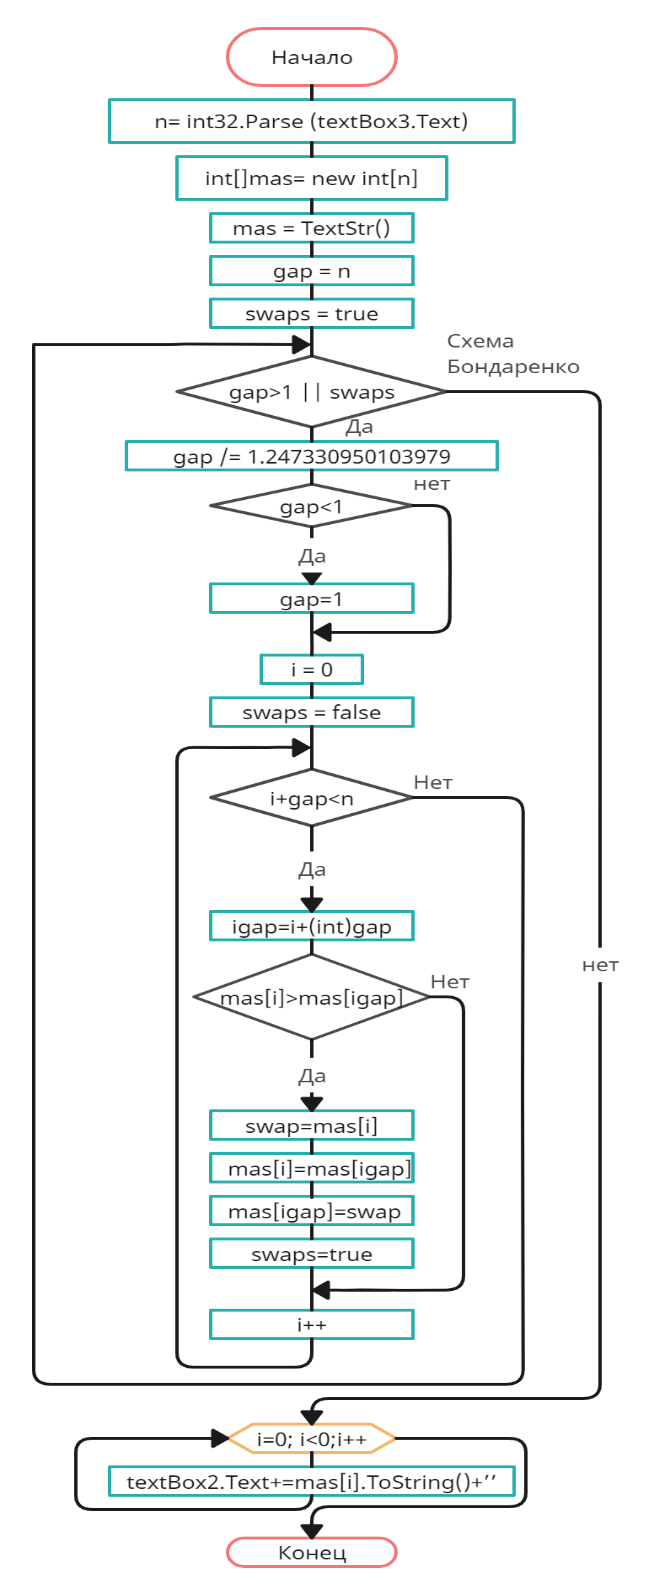 Начало
n= int32.Parse (textBox3.Text)
int[]mas= new int[n]
mas = TextStr()
gap = n
swaps = true
Схема
Бондаренко
gap>1 || swaps
Да
gap /= 1.247330950103979
нет
gap<1
Да
gap=1
i = 0
swaps = false
Нет
i+gap<n
Да
igap=i+(int)gap
нет
Нет
mas[i]>mas[igap]
Да
swap=mas[i]
mas[i]=mas[igap]
mas[igap]=swap
swaps=true
i++
i=0; i<0;i++
textBox2.Text+=mas[i].ToString()+’’
Конец